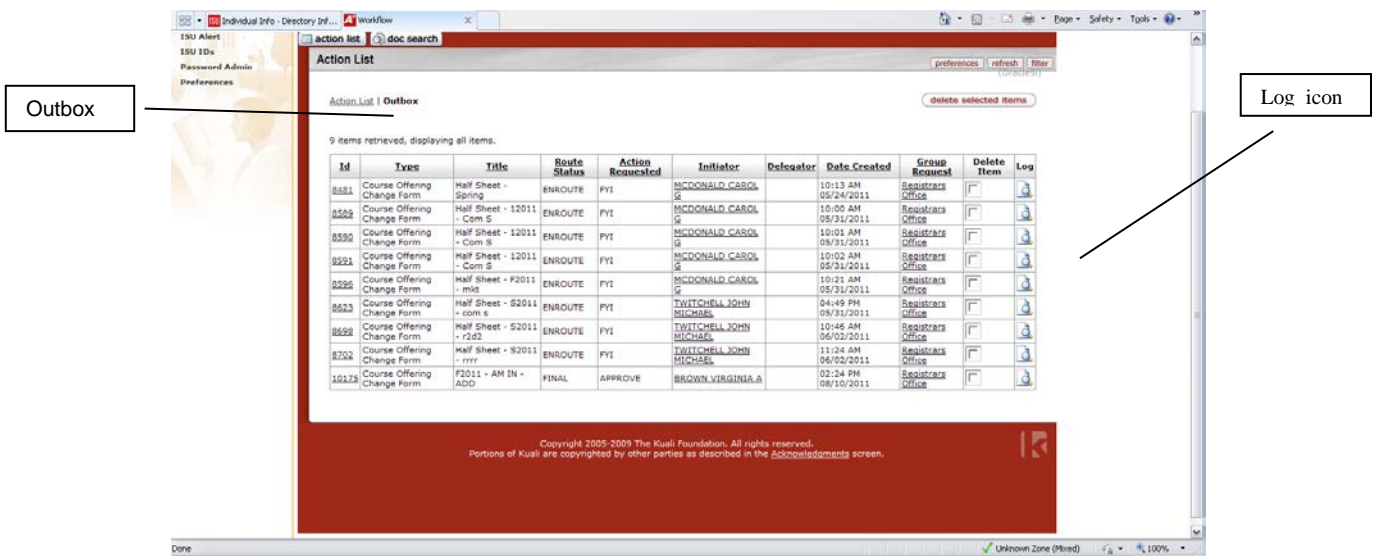 Individual Info - Directory Inf... Workflow
Page Safety Tools
ISU Alert
ISU IDs
Password Admin
Preferences
action list doc search
Action List
preferences refresh filter
Action List | Outbox
delete selected items
Outbox
Log icon
9 items retrieved, displaying all items.
Id Type Title Route Status Action Requested Initiator Delegator Date Created Group Request Delete Item Log
8481 Course Offering Change Form Half Sheet - Spring ENROUTE FYI MCDONALD CAROL G 10:13 AM 05/24/2011 Registrars Office
8589 Course Offering Change Form Half Sheet - 12011 - Com S ENROUTE FYI MCDONALD CAROL G 10:00 AM 05/31/2011 Registrars Office
8590 Course Offering Change Form Half Sheet - 12011 - Com S ENROUTE FYI MCDONALD CAROL G 10:01 AM 05/31/2011 Registrars Office
8591 Course Offering Change Form Half Sheet - 12011 - Com S ENROUTE FYI MCDONALD CAROL G 10:02 AM 05/31/2011 Registrars Office
8596 Course Offering Change Form Half Sheet - F2011 - mkt ENROUTE FYI MCDONALD CAROL G 10:21 AM 05/31/2011 Registrars Office
8623 Course Offering Change Form Half Sheet - S2011 - com s ENROUTE FYI TWITCHELL JOHN MICHAEL 04:49 PM 05/31/2011 Registrars Office
8698 Course Offering Change Form Half Sheet - S2011 - r2d2 ENROUTE FYI TWITCHELL JOHN MICHAEL 10:46 AM 06/02/2011 Registrars Office
8702 Course Offering Change Form Half Sheet - S2011 - rrrr ENROUTE FYI TWITCHELL JOHN MICHAEL 11:24 AM 06/02/2011 Registrars Office
10175 Course Offering Change Form F2011 - AM IN - ADD FINAL APPROVE BROWN VIRGINIA A 02:24 PM 08/10/2011 Registrars Office
Copyright 2005-2009 The Kuali Foundation. All rights reserved.
Portions of Kuali are copyrighted by other parties as described in the Acknowledgments screen.
Done Unknown Zone (Mixed) 100%